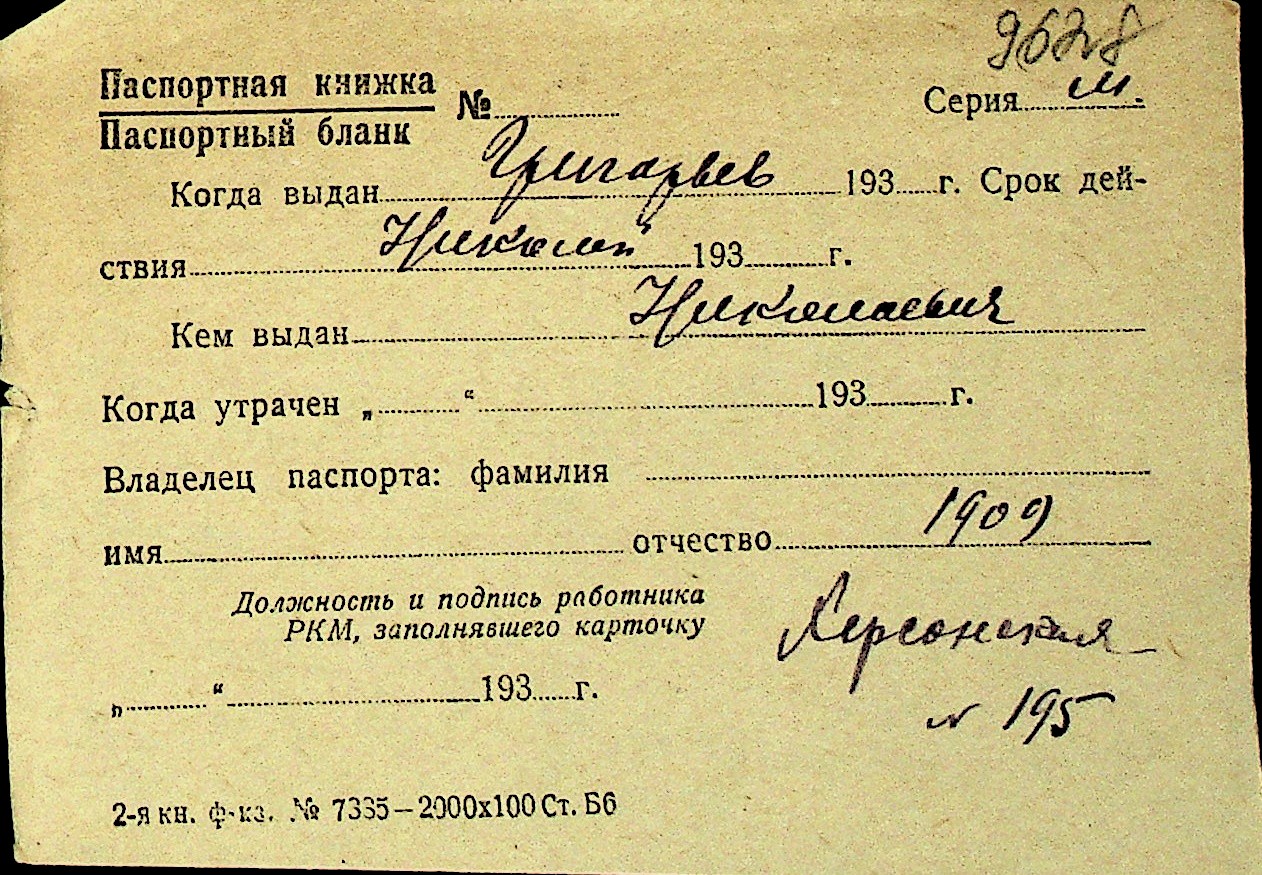 9628
Паспортная книжка
Паспортный бланк
№ Серия м.
Когда выдан Григарьев 193 г. Срок дей-
ствия Николай 193 г.
Кем выдан Николаевич
Когда утрачен „ “ 193 г.
Владелец паспорта: фамилия
имя отчество 1909
Должность и подпись работника
РКМ, заполнявшего карточку
Херсонская
„ “ 193 г.
№ 195
2-я кн. ф-ка. № 7335—2000х100 Ст. Б6